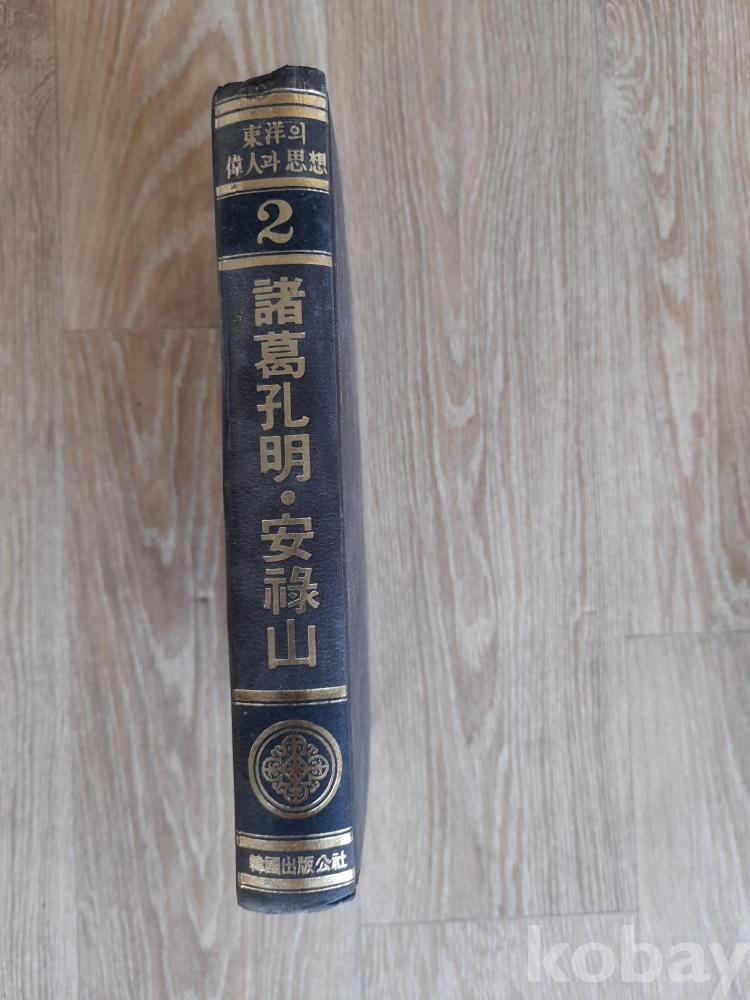 東洋의
偉人과 思想
2
諸葛孔明·安祿山
韓國出版公社
kobay